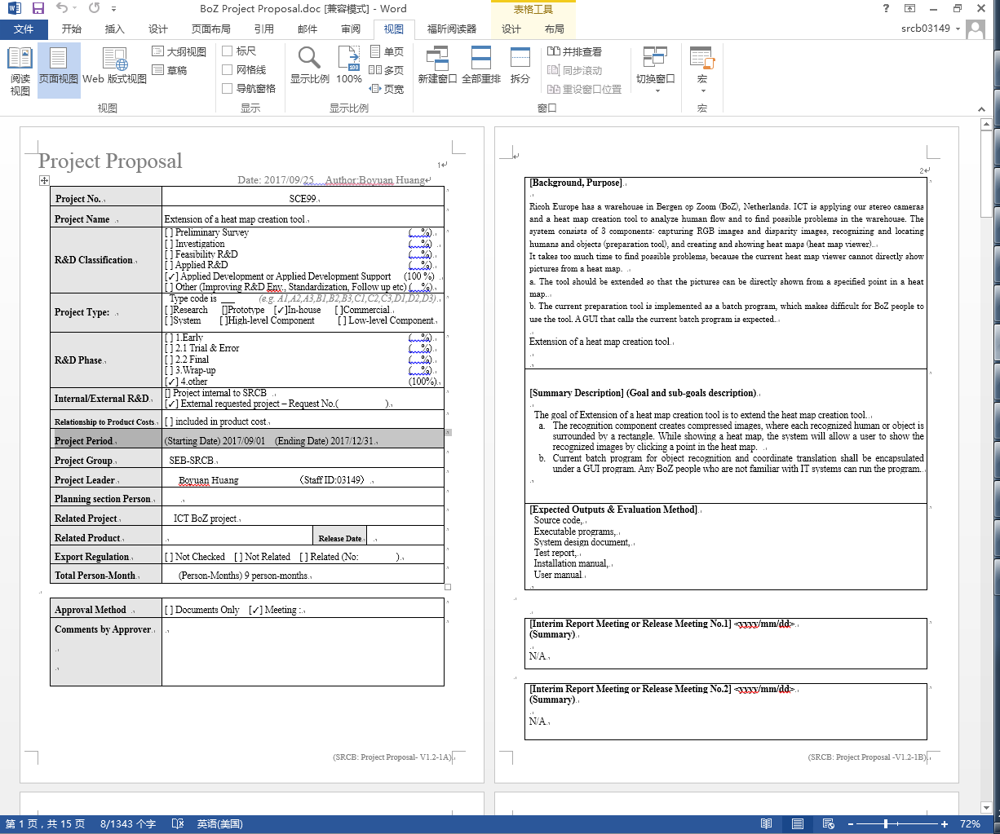 BoZ Project Proposal.doc [兼容模式] - Word
表格工具
文件 开始 插入 设计 页面布局 引用 邮件 审阅 视图 福昕阅读器 设计 布局
srcb03149
阅读视图 页面视图 Web 版式视图 大纲视图 草稿
标尺 网格线 导航窗格
显示比例 100% 单页 多页 页宽
新建窗口 全部重排 拆分 并排查看 同步滚动 重设窗口位置 切换窗口
宏
视图 显示 显示比例 窗口 宏
Project Proposal
1
Date: 2017/09/25 Author:Boyuan Huang
Project No. SCE99
Project Name Extension of a heat map creation tool
R&D Classification
[ ] Preliminary Survey ( %)
[ ] Investigation ( %)
[ ] Feasibility R&D ( %)
[ ] Applied R&D ( %)
[✓] Applied Development or Applied Development Support (100 %)
[ ] Other (Improving R&D Env., Standardization, Follow up etc) ( %)
Project Type:
Type code is ___ (e.g. A1,A2,A3,B1,B2,B3,C1,C2,C3,D1,D2,D3)
[ ]Research []Prototype [✓]In-house [ ]Commercial
[ ]System [ ]High-level Component [ ] Low-level Component
R&D Phase
[ ] 1.Early ( %)
[ ] 2.1 Trial & Error ( %)
[ ] 2.2 Final ( %)
[ ] 3.Wrap-up ( %)
[✓] 4.other (100%)
Internal/External R&D
[] Project internal to SRCB
[✓] External requested project – Request No.( )
Relationship to Product Costs [ ] included in product cost
Project Period (Starting Date) 2017/09/01 (Ending Date) 2017/12/31
Project Group SEB-SRCB
Project Leader Boyuan Huang (Staff ID:03149)
Planning section Person
Related Project ICT BoZ project
Related Product Release Date
Export Regulation [ ] Not Checked [ ] Not Related [ ] Related (No: )
Total Person-Month (Person-Months) 9 person-months
Approval Method [ ] Documents Only [✓] Meeting :
Comments by Approver
(SRCB: Project Proposal- V1.2-1A)
2
[Background, Purpose]
Ricoh Europe has a warehouse in Bergen op Zoom (BoZ), Netherlands. ICT is applying our stereo cameras
and a heat map creation tool to analyze human flow and to find possible problems in the warehouse. The
system consists of 3 components: capturing RGB images and disparity images, recognizing and locating
humans and objects (preparation tool), and creating and showing heat maps (heat map viewer).
It takes too much time to find possible problems, because the current heat map viewer cannot directly show
pictures from a heat map.
a. The tool should be extended so that the pictures can be directly shown from a specified point in a heat
map.
b. The current preparation tool is implemented as a batch program, which makes difficult for BoZ people to
use the tool. A GUI that calls the current batch program is expected.
Extension of a heat map creation tool
[Summary Description] (Goal and sub-goals description)
The goal of Extension of a heat map creation tool is to extend the heat map creation tool.
a. The recognition component creates compressed images, where each recognized human or object is
surrounded by a rectangle. While showing a heat map, the system will allow a user to show the
recognized images by clicking a point in the heat map.
b. Current batch program for object recognition and coordinate translation shall be encapsulated
under a GUI program. Any BoZ people who are not familiar with IT systems can run the program.
[Expected Outputs & Evaluation Method]
Source code,
Executable programs,
System design document,
Test report,
Installation manual,
User manual
[Interim Report Meeting or Release Meeting No.1] <yyyy/mm/dd>
(Summary)
N/A
[Interim Report Meeting or Release Meeting No.2] <yyyy/mm/dd>
(Summary)
N/A
(SRCB: Project Proposal -V1.2-1B)
第 1 页，共 15 页 8/1343 个字 英语(美国) 72%